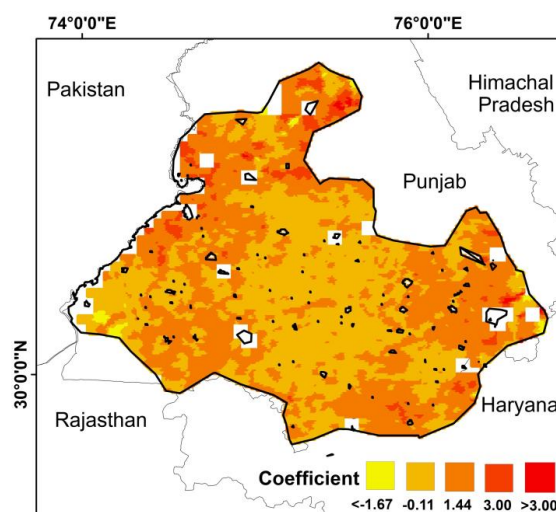 74°0'0"E 76°0'0"E
Pakistan
Himachal
Pradesh
Punjab
30°0'0"N
Rajasthan
Haryana
Coefficient
<-1.67 -0.11 1.44 3.00 >3.00